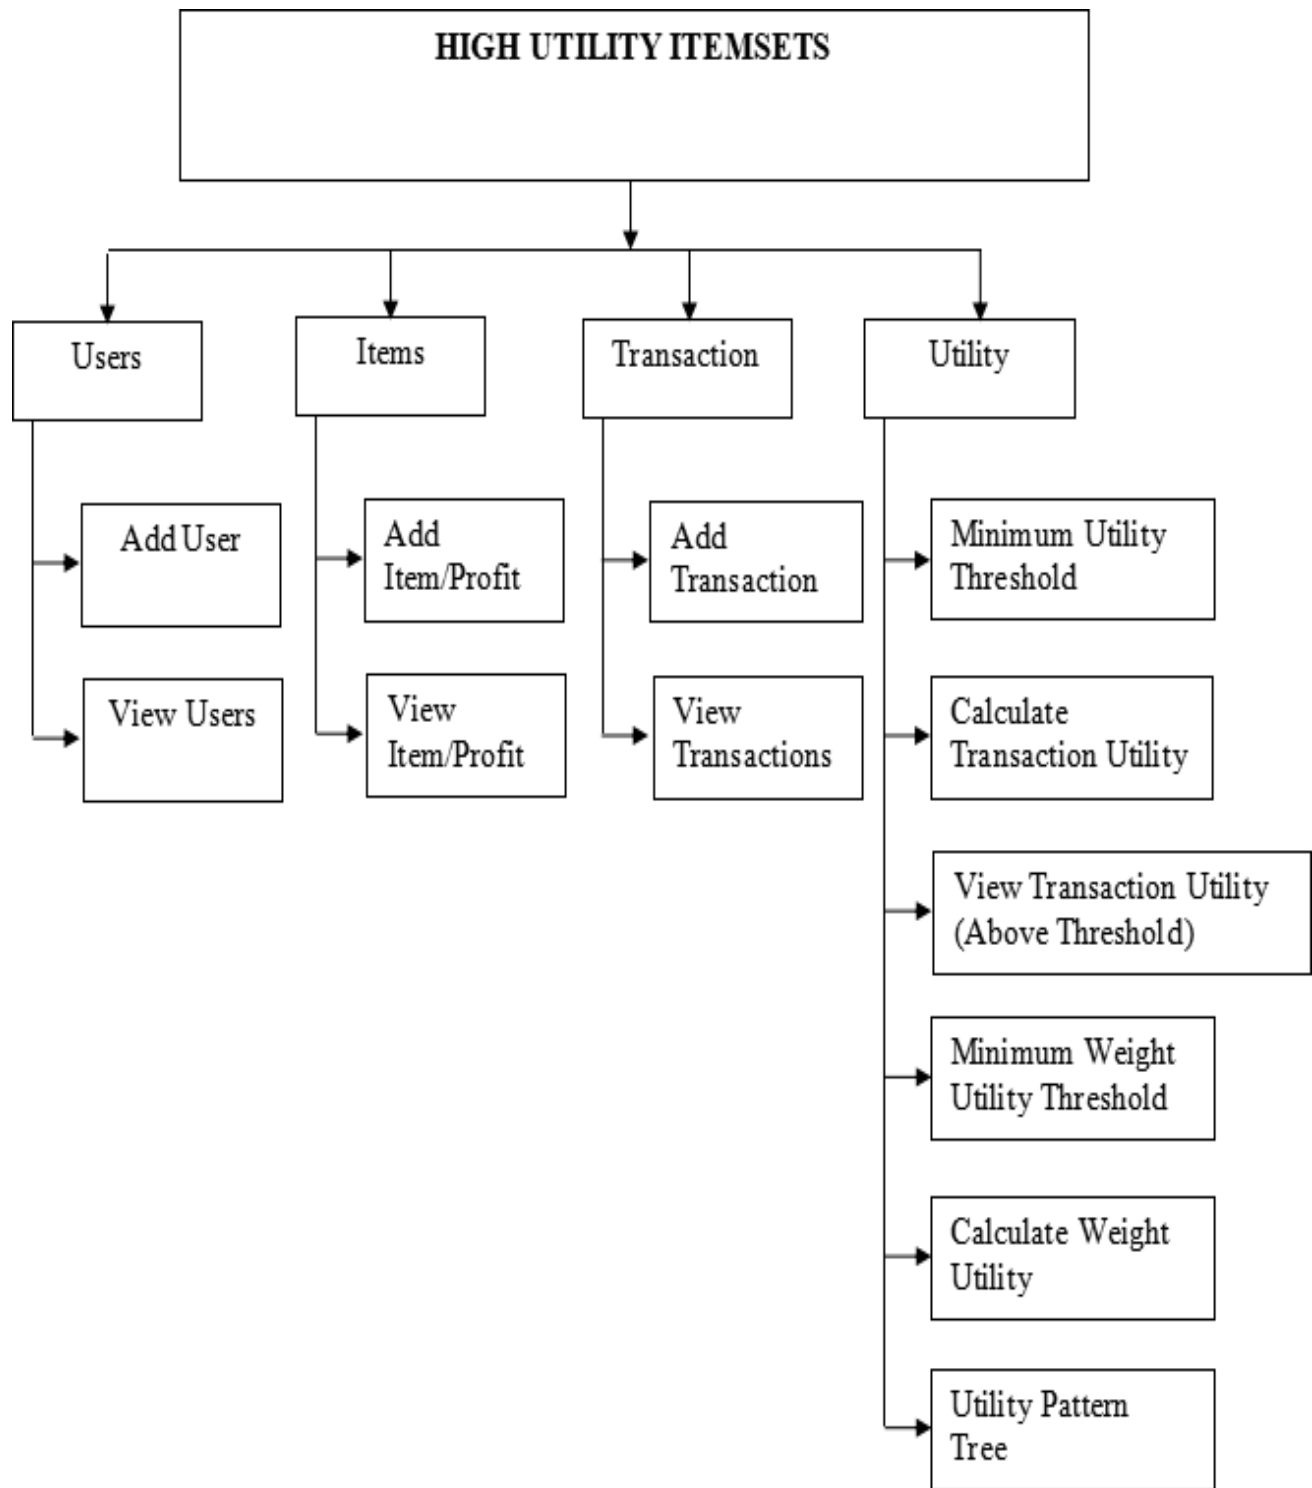 HIGH UTILITY ITEMSETS
Users
Items
Transaction
Utility
Add User
Add
Item/Profit
Add
Transaction
Minimum Utility
Threshold
View Users
View
Item/Profit
View
Transactions
Calculate
Transaction Utility
View Transaction Utility
(Above Threshold)
Minimum Weight
Utility Threshold
Calculate Weight
Utility
Utility Pattern
Tree